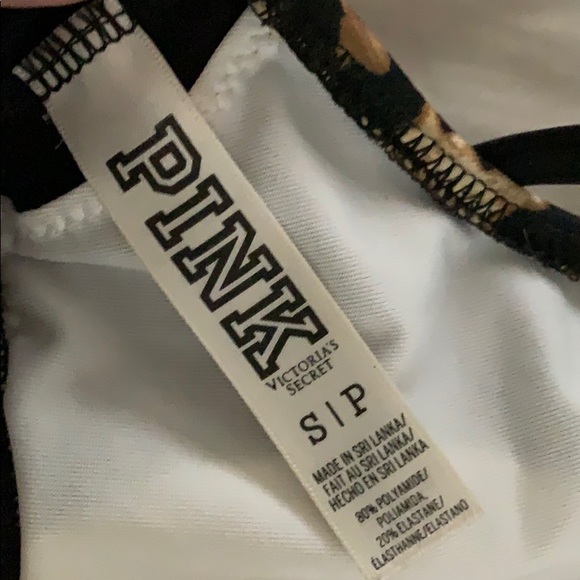 PINK
VICTORIA'S
SECRET
S|P
MADE IN SRI LANKA/
FAIT AU SRI LANKA/
HECHO EN SRI LANKA
80% POLYAMIDE/
POLIAMIDA,
20% ELASTANE/
ÉLASTHANNE/ELASTANO